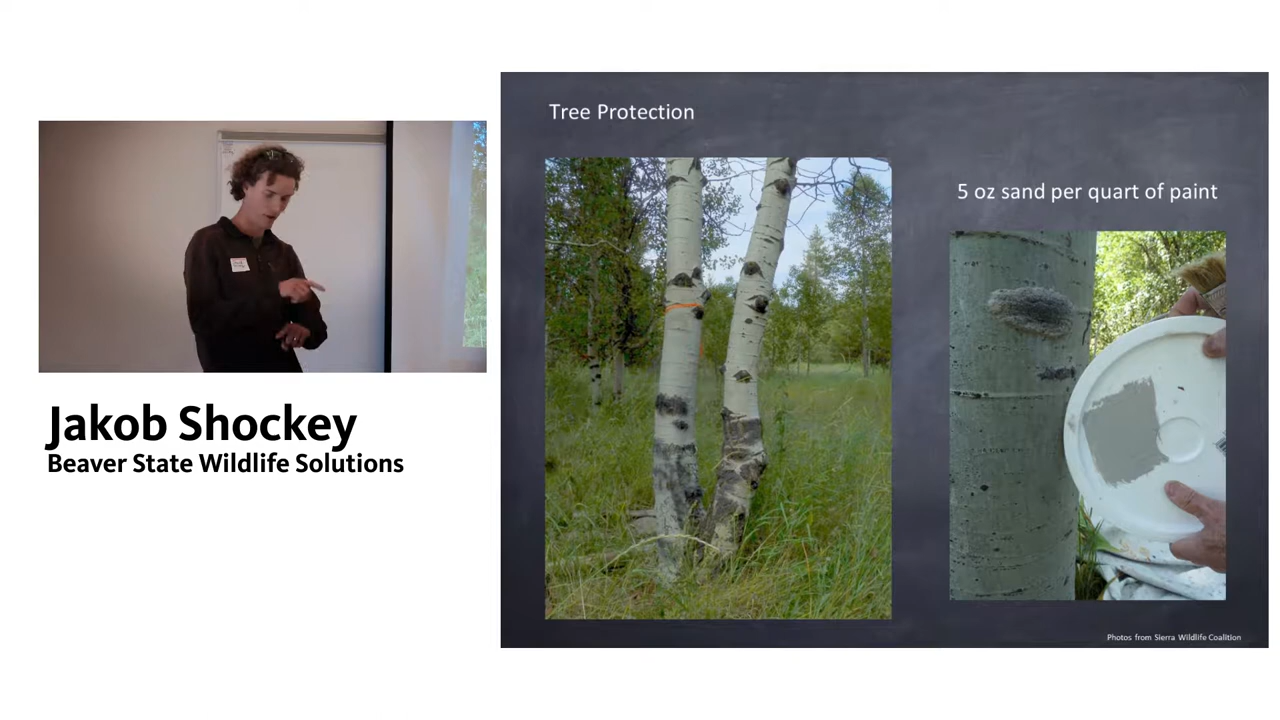 Tree Protection
5 oz sand per quart of paint
Jakob Shockey
Beaver State Wildlife Solutions
Photos from Sierra Wildlife Coalition